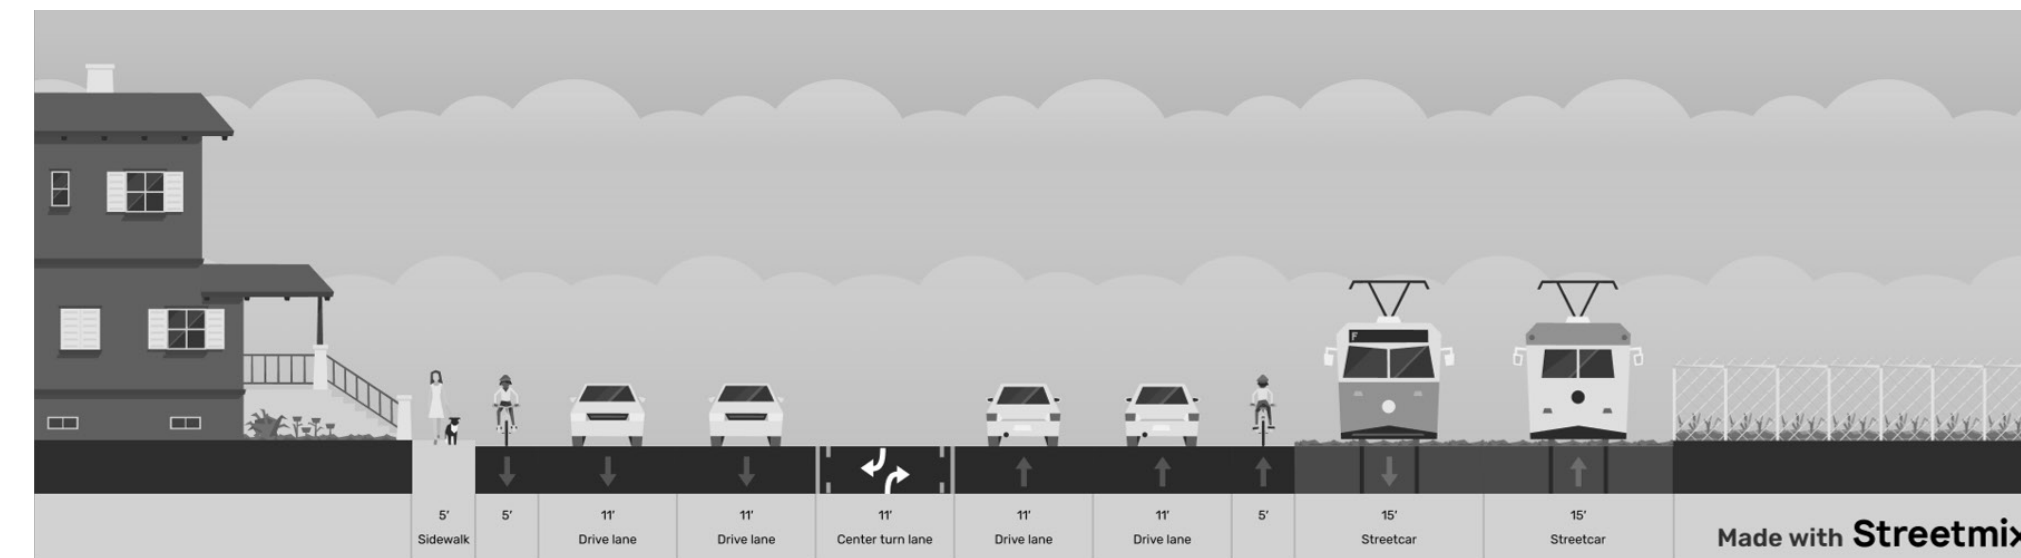 F
5' 5' 11' 11' 11' 11' 11' 5' 15' 15'
Sidewalk Drive lane Drive lane Center turn lane Drive lane Drive lane Streetcar Streetcar
Made with Streetmix